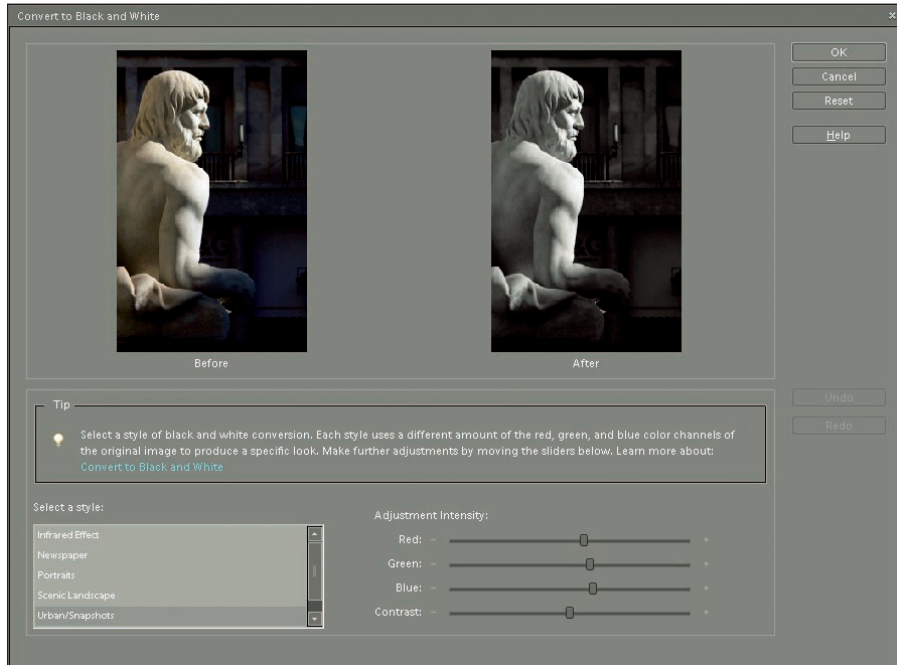 Convert to Black and White
OK
Cancel
Reset
Help
Before
After
Undo
Redo
Tip
Select a style of black and white conversion. Each style uses a different amount of the red, green, and blue color channels of
the original image to produce a specific look. Make further adjustments by moving the sliders below. Learn more about:
Convert to Black and White
Select a style:
Infrared Effect
Newspaper
Portraits
Scenic Landscape
Urban/Snapshots
Adjustment Intensity:
Red: - +
Green: - +
Blue: - +
Contrast: - +